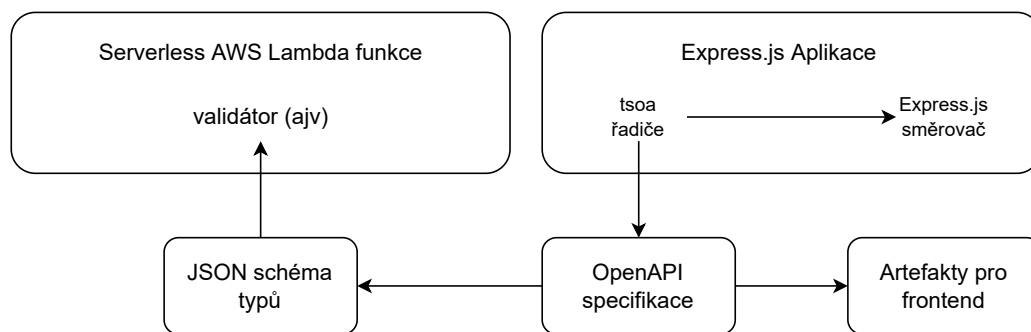 Serverless AWS Lambda funkce
validátor (ajv)
Express.js Aplikace
tsoa
řadiče
Express.js
směrovač
JSON schéma
typů
OpenAPI
specifikace
Artefakty pro
frontend